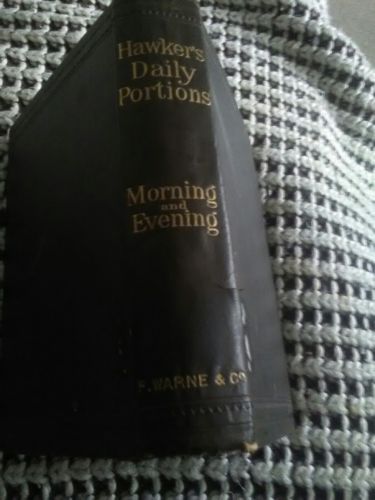 Hawker's
Daily
Portions
Morning
and
Evening
F. WARNE & Co